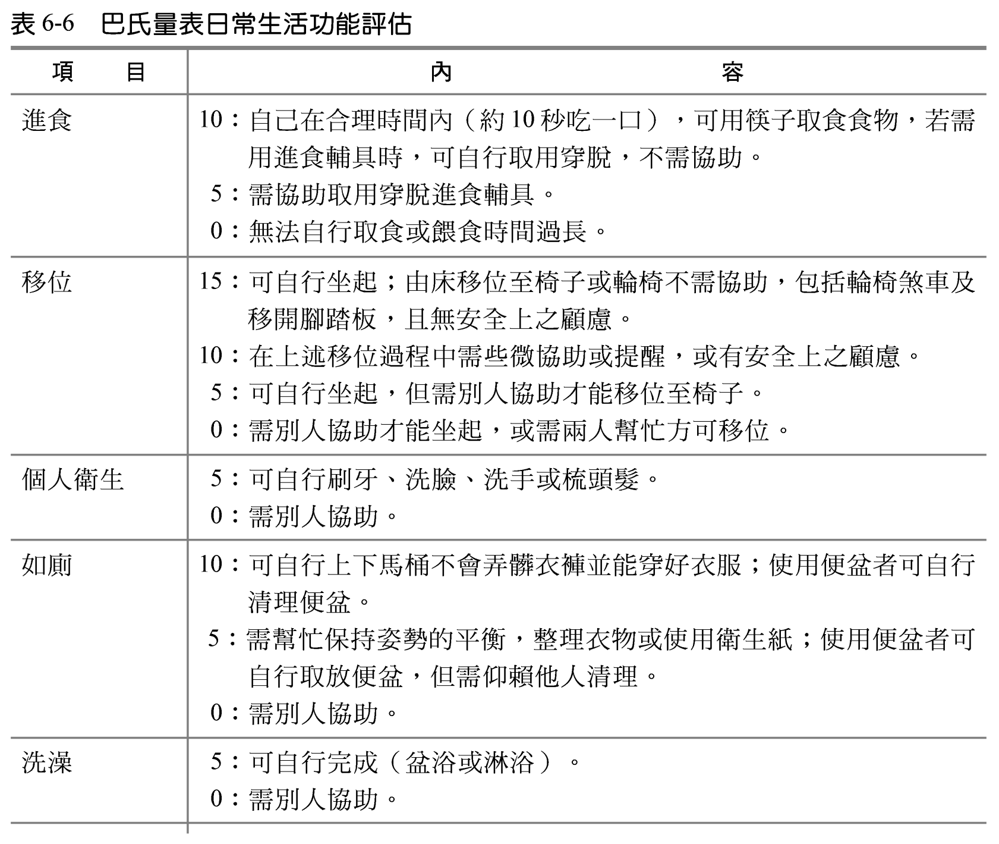 表 6-6　巴氏量表日常生活功能評估
項　目　內　容
進食　10：自己在合理時間內（約 10 秒吃一口），可用筷子取食食物，若需
用進食輔具時，可自行取用穿脫，不需協助。
5：需協助取用穿脫進食輔具。
0：無法自行取食或餵食時間過長。
移位　15：可自行坐起；由床移位至椅子或輪椅不需協助，包括輪椅煞車及
移開腳踏板，且無安全上之顧慮。
10：在上述移位過程中需些微協助或提醒，或有安全上之顧慮。
5：可自行坐起，但需別人協助才能移位至椅子。
0：需別人協助才能坐起，或需兩人幫忙方可移位。
個人衛生　5：可自行刷牙、洗臉、洗手或梳頭髮。
0：需別人協助。
如廁　10：可自行上下馬桶不會弄髒衣褲並能穿好衣服；使用便盆者可自行
清理便盆。
5：需幫忙保持姿勢的平衡，整理衣物或使用衛生紙；使用便盆者可
自行取放便盆，但需仰賴他人清理。
0：需別人協助。
洗澡　5：可自行完成（盆浴或淋浴）。
0：需別人協助。